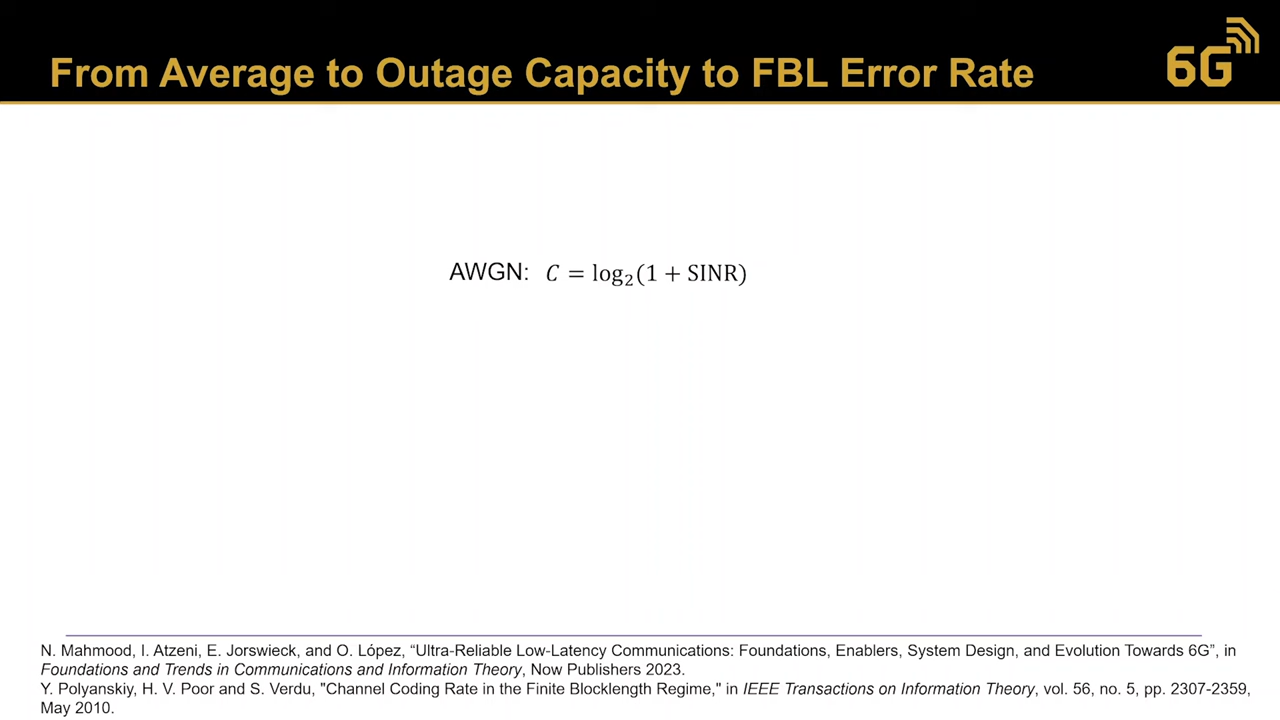 From Average to Outage Capacity to FBL Error Rate
6G
AWGN: C = log₂(1 + SINR)
N. Mahmood, I. Atzeni, E. Jorswieck, and O. López, “Ultra-Reliable Low-Latency Communications: Foundations, Enablers, System Design, and Evolution Towards 6G”, in
Foundations and Trends in Communications and Information Theory, Now Publishers 2023.
Y. Polyanskiy, H. V. Poor and S. Verdu, "Channel Coding Rate in the Finite Blocklength Regime," in IEEE Transactions on Information Theory, vol. 56, no. 5, pp. 2307-2359,
May 2010.